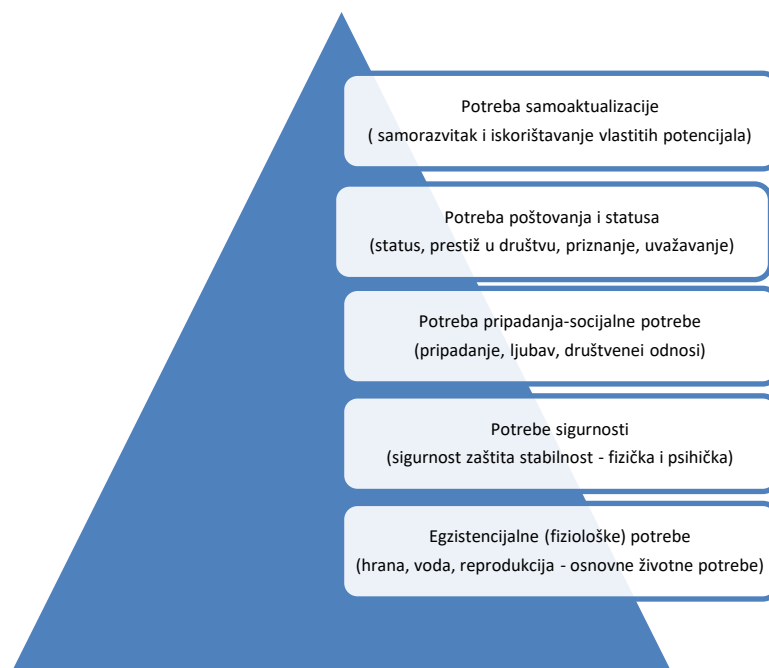 Potreba samoaktualizacije
( samorazvitak i iskorištavanje vlastitih potencijala)
Potreba poštovanja i statusa
(status, prestiž u društvu, priznanje, uvažavanje)
Potreba pripadanja-socijalne potrebe
(pripadanje, ljubav, društvenei odnosi)
Potrebe sigurnosti
(sigurnost zaštita stabilnost - fizička i psihička)
Egzistencijalne (fiziološke) potrebe
(hrana, voda, reprodukcija - osnovne životne potrebe)